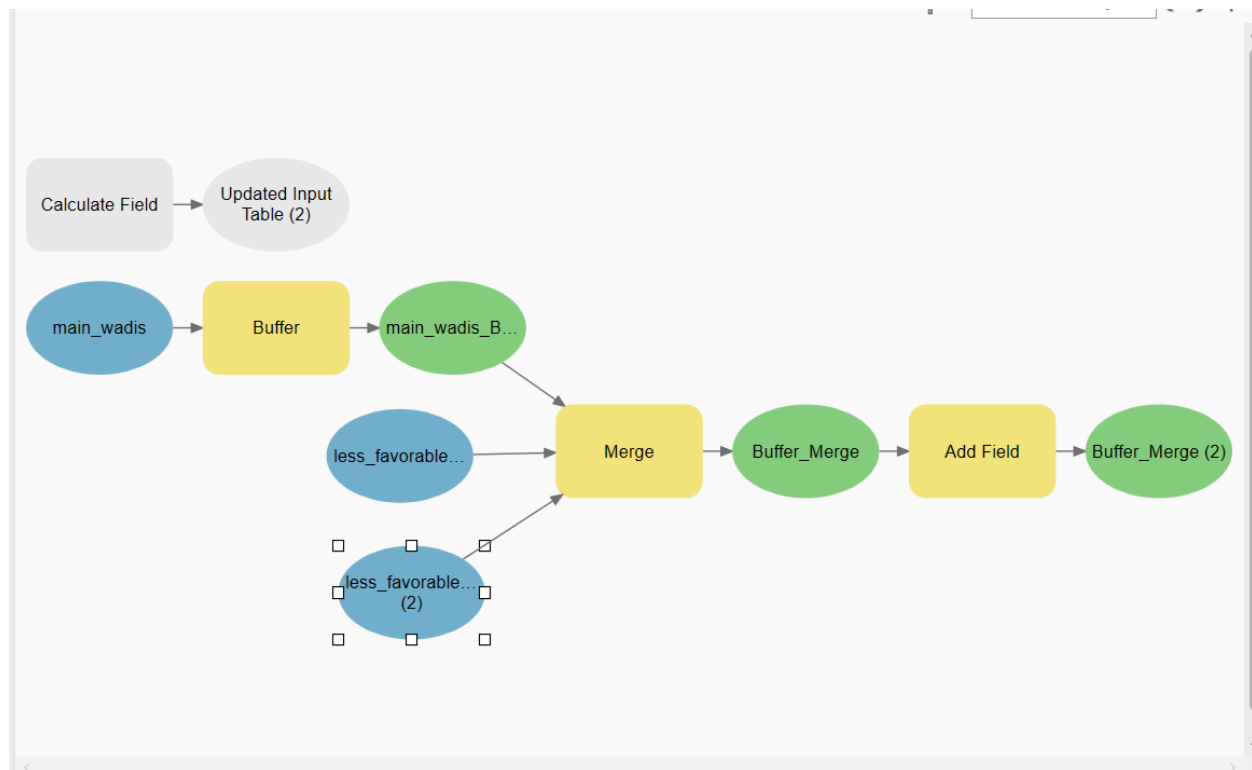 Calculate Field
Updated Input
Table (2)
main_wadis
Buffer
main_wadis_B...
less_favorable...
Merge
Buffer_Merge
Add Field
Buffer_Merge (2)
less_favorable...
(2)